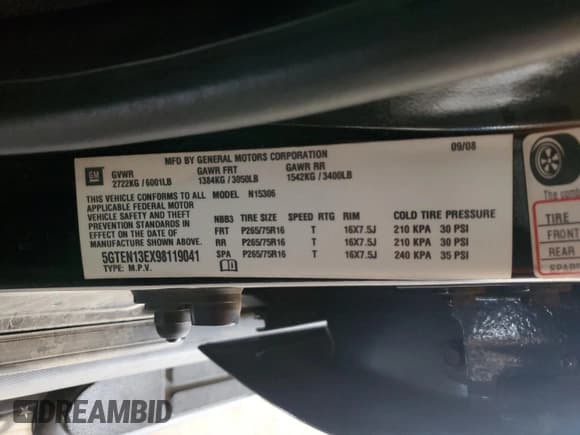 MFD BY GENERAL MOTORS CORPORATION 09/08
GM GVWR GAWR FRT GAWR RR
2722KG / 6001LB 1384KG / 3050LB 1542KG / 3400LB
THIS VEHICLE CONFORMS TO ALL MODEL N15306
APPLICABLE FEDERAL MOTOR
VEHICLE SAFETY AND THEFT
PREVENTION STANDARDS IN
EFFECT ON THE DATE OF
MANUFACTURE SHOWN ABOVE.
5GTEN13EX98119041
TYPE: M.P.V.
NBB3 TIRE SIZE SPEED RTG RIM COLD TIRE PRESSURE
FRT P265/75R16 T 16X7.5J 210 KPA 30 PSI
RR P265/75R16 T 16X7.5J 210 KPA 30 PSI
SPA P265/75R16 T 16X7.5J 240 KPA 35 PSI
The
TIRE
FRONT
REAR
DREAMBID